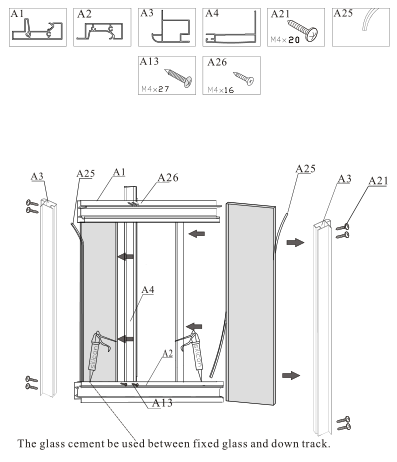 A1 A2 A3 A4 A21 A25
M4×20
A13 A26
M4×27 M4×16
A3 A25 A1 A26 A25 A3 A21
A4
A2
A13
The glass cement be used between fixed glass and down track.